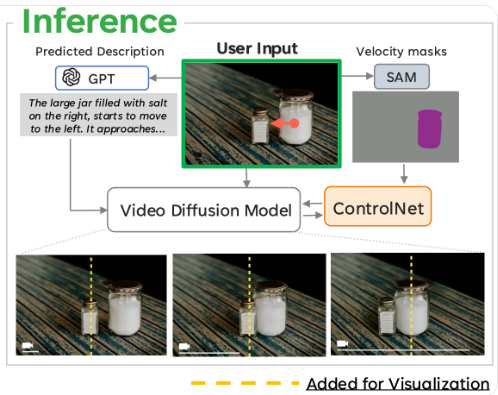 Inference
Predicted Description
User Input
Velocity masks
GPT
SAM
The large jar filled with salt
on the right, starts to move
to the left. It approaches...
Video Diffusion Model
ControlNet
Added for Visualization